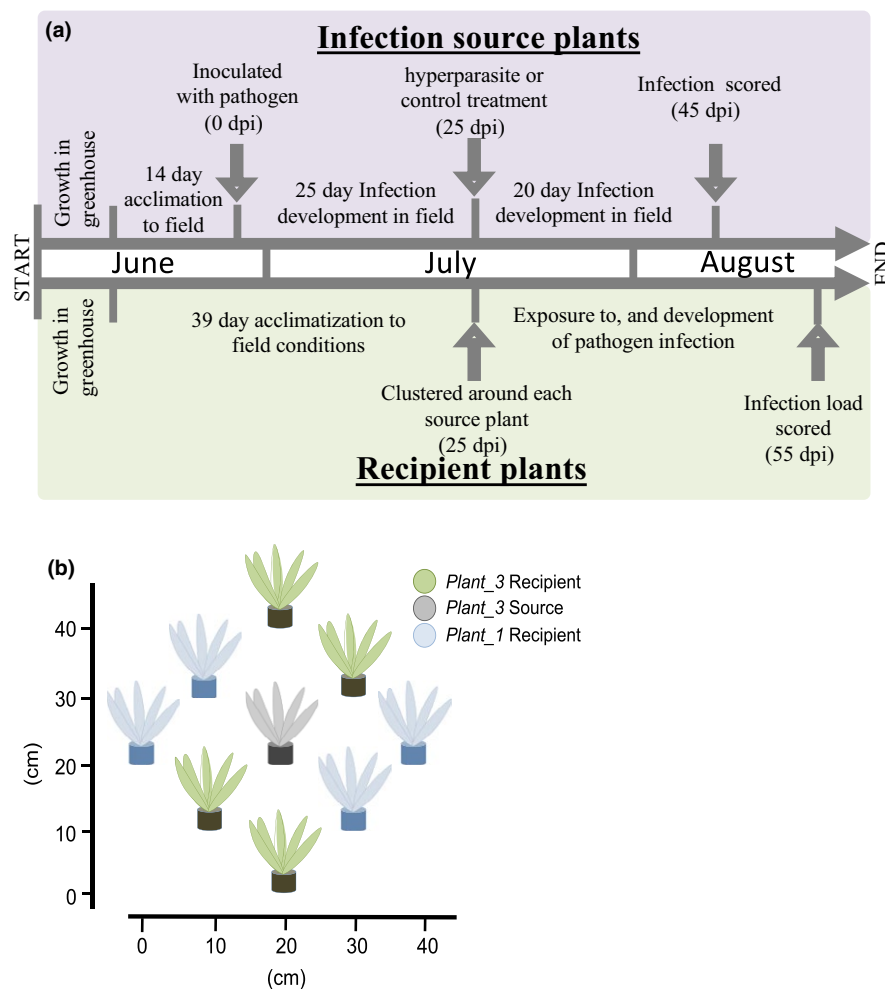 (a)
Infection source plants
Inoculated
with pathogen
(0 dpi)
hyperparasite or
control treatment
(25 dpi)
Infection scored
(45 dpi)
Growth in
greenhouse
14 day
acclimation
to field
25 day Infection
development in field
20 day Infection
development in field
START
June
July
August
END
Growth in
greenhouse
39 day acclimatization to
field conditions
Exposure to, and development
of pathogen infection
Clustered around each
source plant
(25 dpi)
Infection load
scored
(55 dpi)
Recipient plants
(b)
Plant_3 Recipient
Plant_3 Source
Plant_1 Recipient
40
30
20
10
0
(cm)
0 10 20 30 40
(cm)